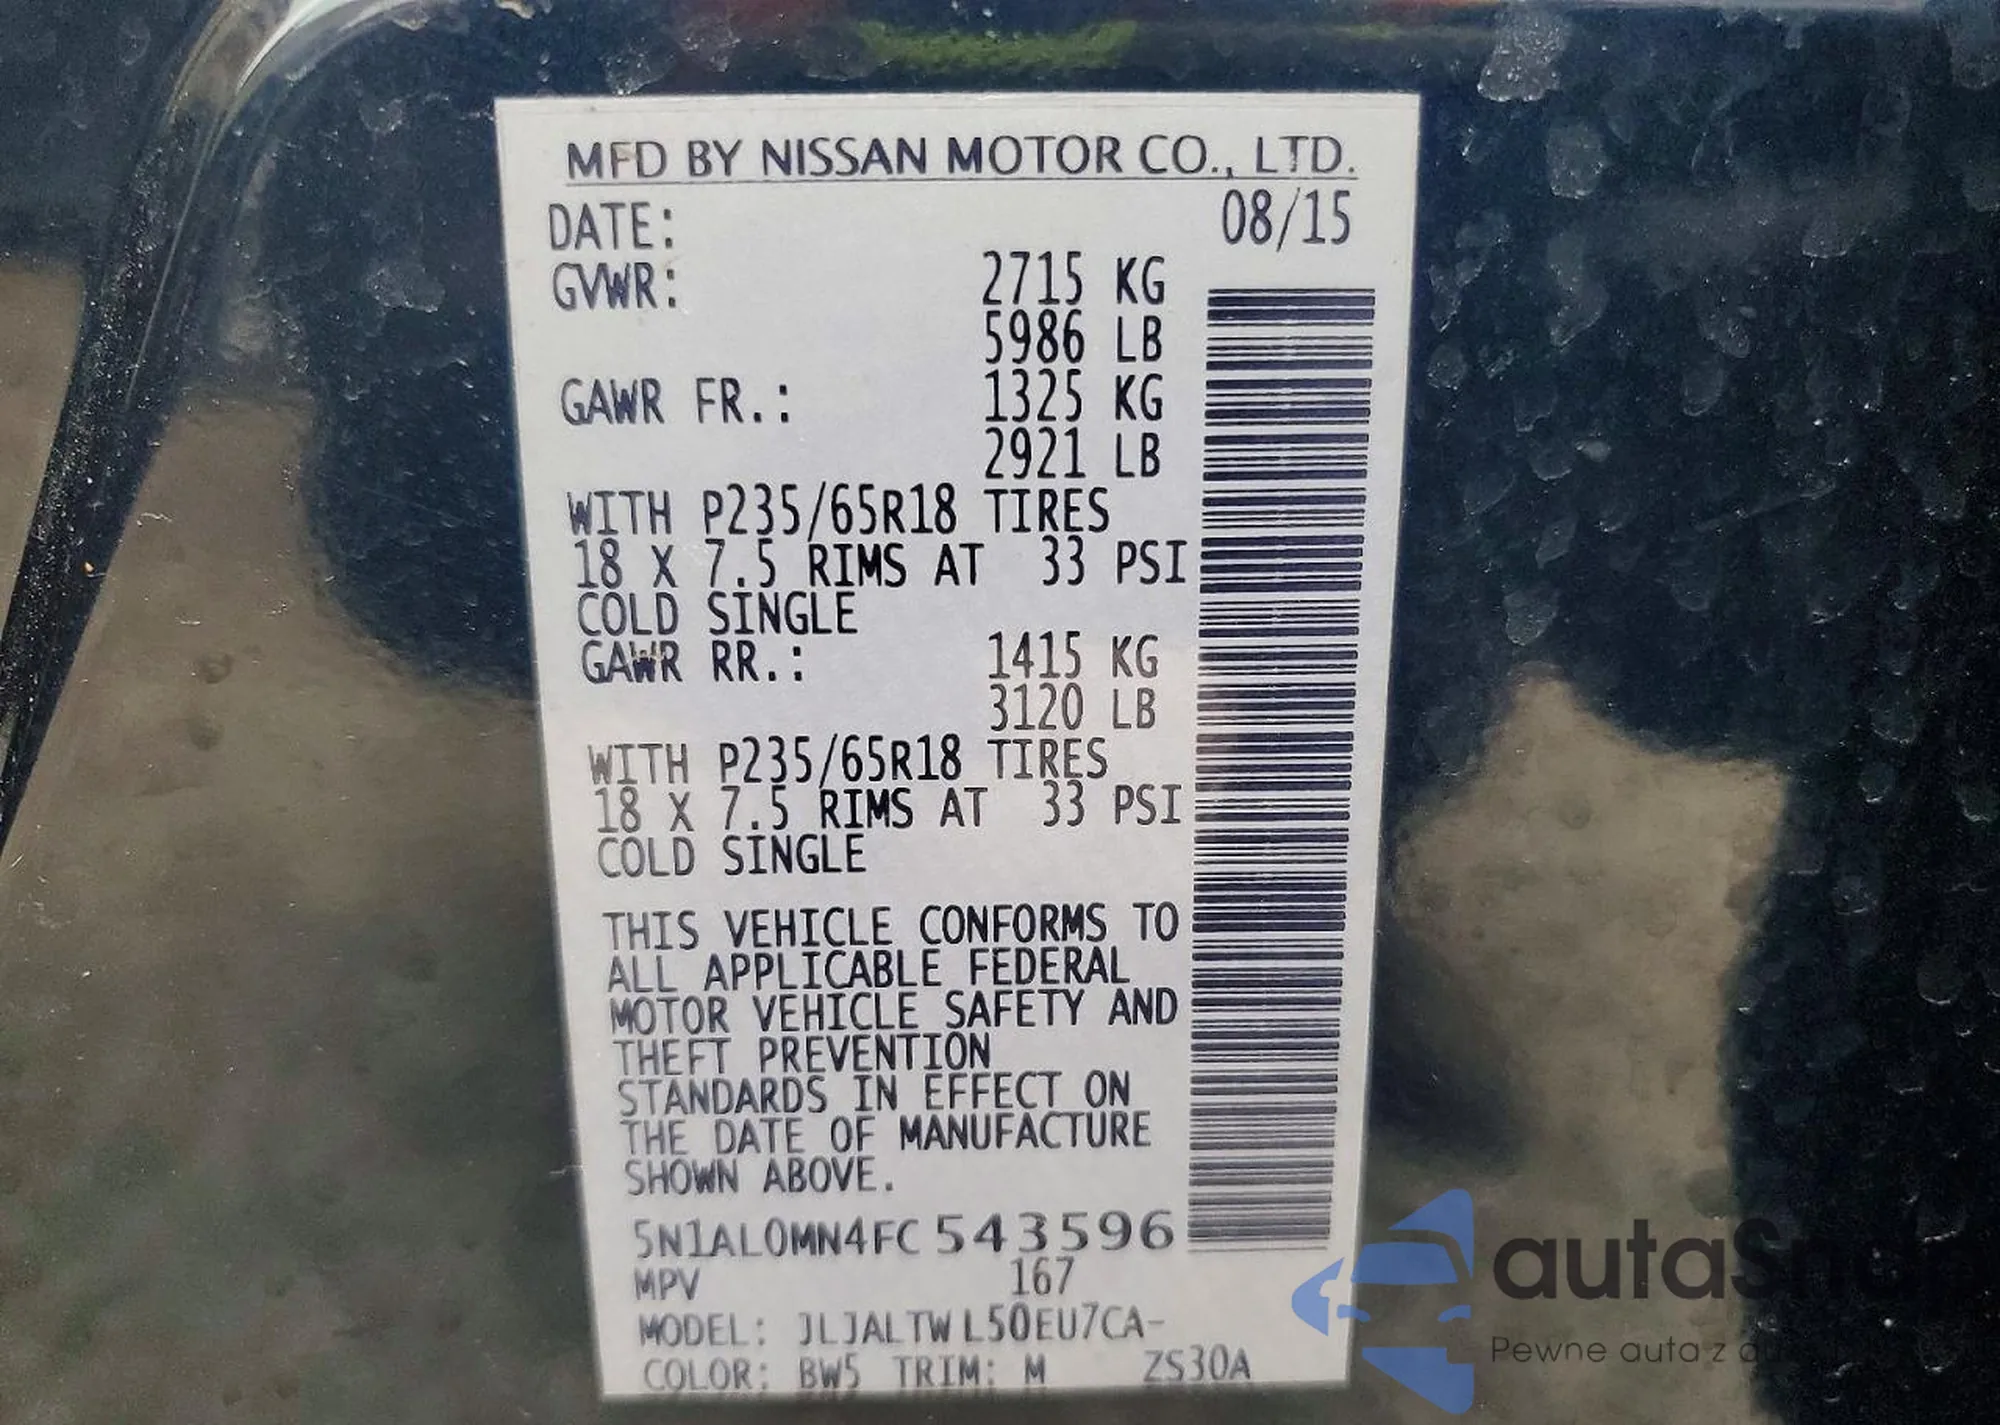 MFD BY NISSAN MOTOR CO., LTD.
DATE: 08/15
GVWR: 2715 KG
5986 LB
GAWR FR.: 1325 KG
2921 LB
WITH P235/65R18 TIRES
18 X 7.5 RIMS AT 33 PSI
COLD SINGLE
GAWR RR.: 1415 KG
3120 LB
WITH P235/65R18 TIRES
18 X 7.5 RIMS AT 33 PSI
COLD SINGLE
THIS VEHICLE CONFORMS TO
ALL APPLICABLE FEDERAL
MOTOR VEHICLE SAFETY AND
THEFT PREVENTION
STANDARDS IN EFFECT ON
THE DATE OF MANUFACTURE
SHOWN ABOVE.
5N1AL0MN4FC543596
MPV 167
MODEL: JLJALTWL50EU7CA-
COLOR: BW5 TRIM: M ZS30A
Pewne auta z